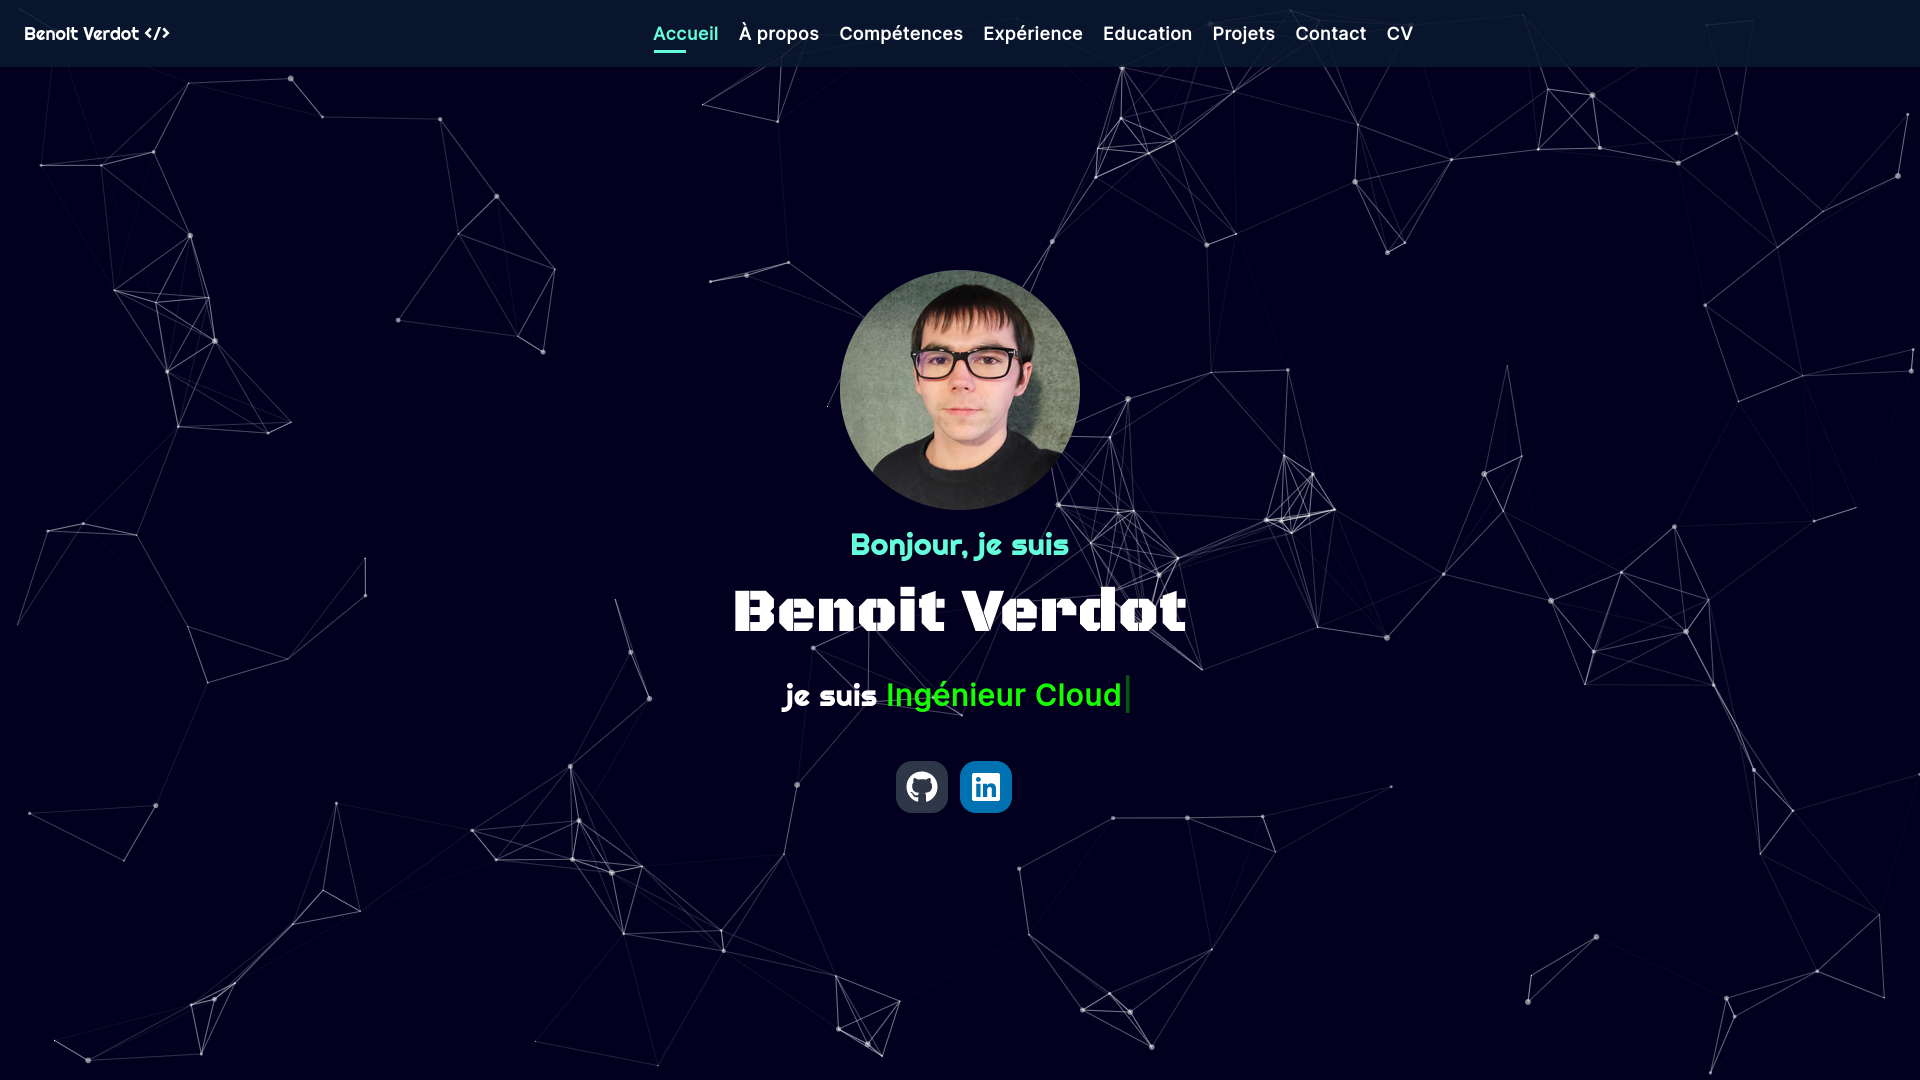 Benoit Verdot </>
Accueil À propos Compétences Expérience Education Projets Contact CV
Bonjour, je suis
Benoit Verdot
je suis Ingénieur Cloud
in